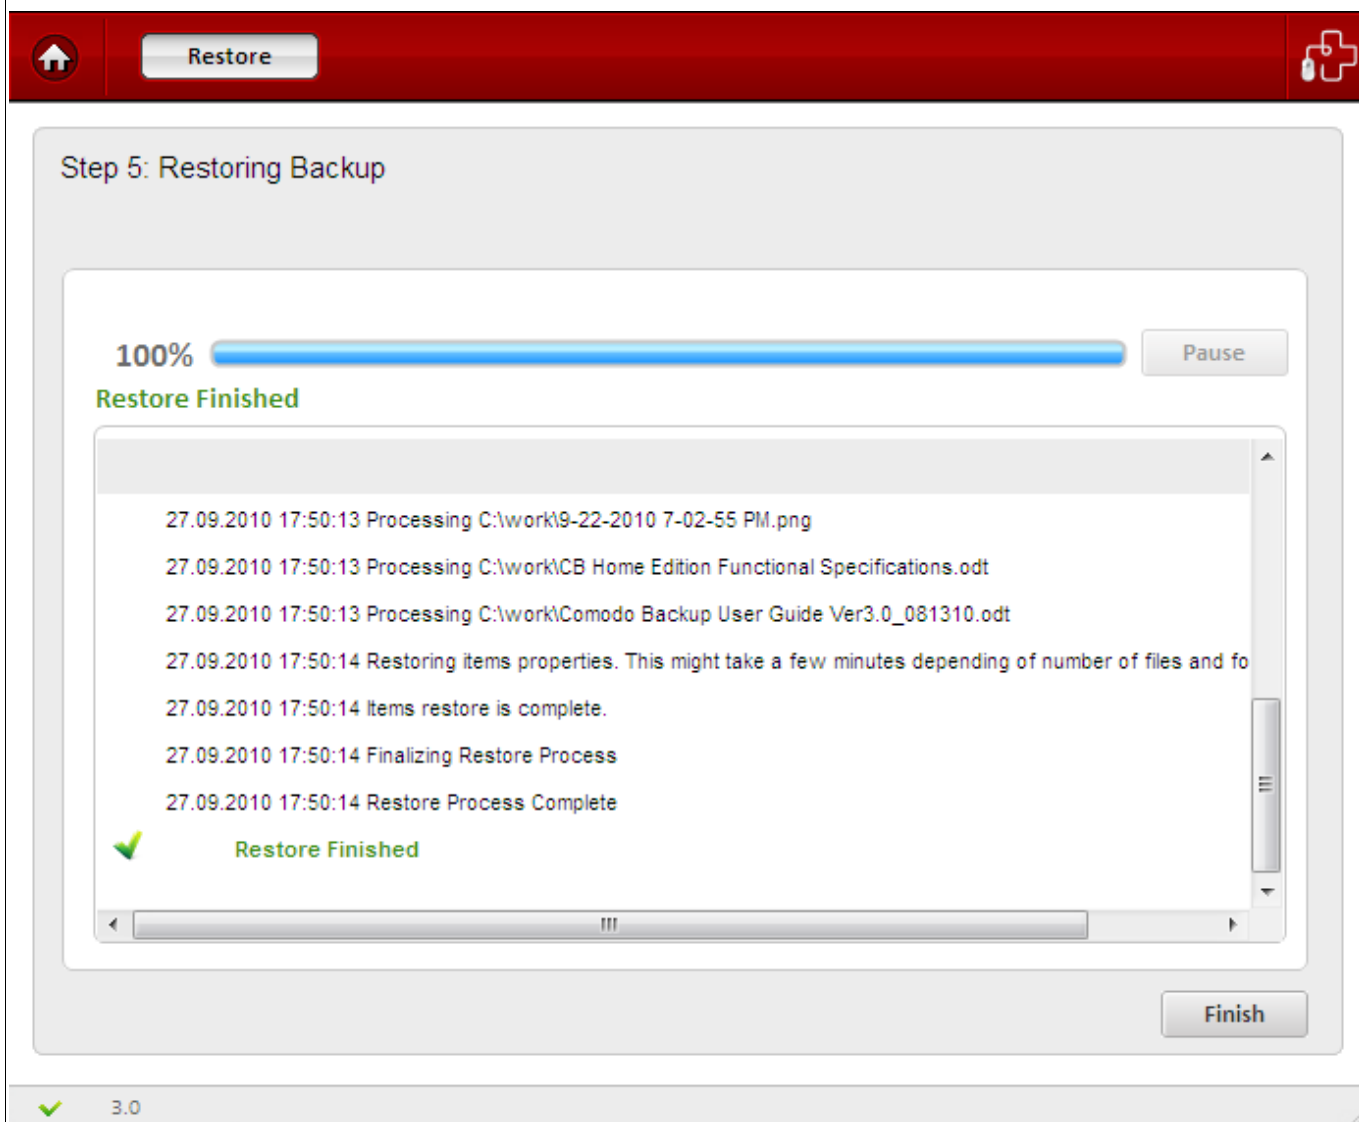 Restore
Step 5: Restoring Backup
100%
Pause
Restore Finished
27.09.2010 17:50:13 Processing C:\work\9-22-2010 7-02-55 PM.png
27.09.2010 17:50:13 Processing C:\work\CB Home Edition Functional Specifications.odt
27.09.2010 17:50:13 Processing C:\work\Comodo Backup User Guide Ver3.0_081310.odt
27.09.2010 17:50:14 Restoring items properties. This might take a few minutes depending of number of files and fo
27.09.2010 17:50:14 Items restore is complete.
27.09.2010 17:50:14 Finalizing Restore Process
27.09.2010 17:50:14 Restore Process Complete
Restore Finished
Finish
3.0